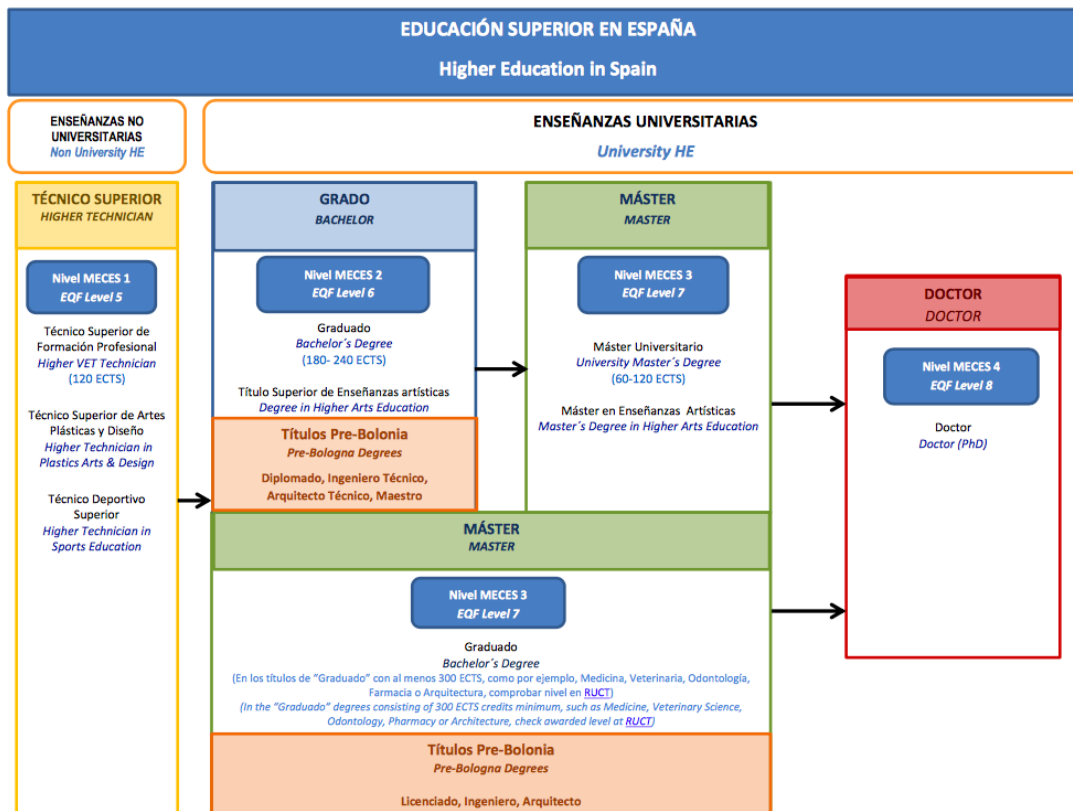 EDUCACIÓN SUPERIOR EN ESPAÑA
Higher Education in Spain
ENSEÑANZAS NO
UNIVERSITARIAS
Non University HE
ENSEÑANZAS UNIVERSITARIAS
University HE
TÉCNICO SUPERIOR
HIGHER TECHNICIAN
Nivel MECES 1
EQF Level 5
Técnico Superior de
Formación Profesional
Higher VET Technician
(120 ECTS)
Técnico Superior de Artes
Plásticas y Diseño
Higher Technician in
Plastics Arts & Design
Técnico Deportivo
Superior
Higher Technician in
Sports Education
GRADO
BACHELOR
Nivel MECES 2
EQF Level 6
Graduado
Bachelor´s Degree
(180- 240 ECTS)
Título Superior de Enseñanzas artísticas
Degree in Higher Arts Education
Títulos Pre-Bolonia
Pre-Bologna Degrees
Diplomado, Ingeniero Técnico,
Arquitecto Técnico, Maestro
MÁSTER
MASTER
Nivel MECES 3
EQF Level 7
Máster Universitario
University Master´s Degree
(60-120 ECTS)
Máster en Enseñanzas Artísticas
Master´s Degree in Higher Arts Education
MÁSTER
MASTER
Nivel MECES 3
EQF Level 7
Graduado
Bachelor´s Degree
(En los títulos de “Graduado” con al menos 300 ECTS, como por ejemplo, Medicina, Veterinaria, Odontología,
Farmacia o Arquitectura, comprobar nivel en RUCT)
(In the “Graduado” degrees consisting of 300 ECTS credits minimum, such as Medicine, Veterinary Science,
Odontology, Pharmacy or Architecture, check awarded level at RUCT)
Títulos Pre-Bolonia
Pre-Bologna Degrees
Licenciado, Ingeniero, Arquitecto
DOCTOR
DOCTOR
Nivel MECES 4
EQF Level 8
Doctor
Doctor (PhD)